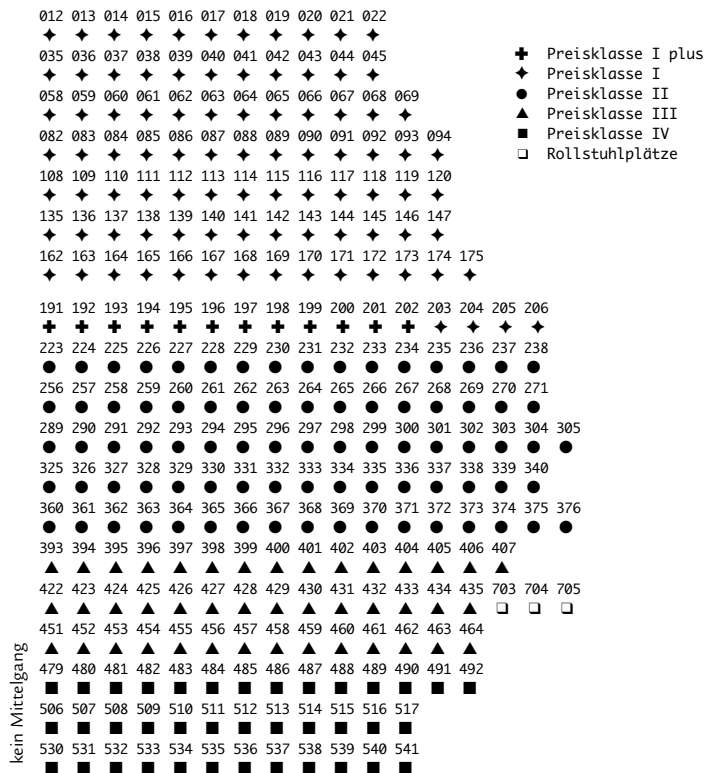 012 013 014 015 016 017 018 019 020 021 022
035 036 037 038 039 040 041 042 043 044 045
058 059 060 061 062 063 064 065 066 067 068 069
082 083 084 085 086 087 088 089 090 091 092 093 094
108 109 110 111 112 113 114 115 116 117 118 119 120
135 136 137 138 139 140 141 142 143 144 145 146 147
162 163 164 165 166 167 168 169 170 171 172 173 174 175
191 192 193 194 195 196 197 198 199 200 201 202 203 204 205 206
223 224 225 226 227 228 229 230 231 232 233 234 235 236 237 238
256 257 258 259 260 261 262 263 264 265 266 267 268 269 270 271
289 290 291 292 293 294 295 296 297 298 299 300 301 302 303 304 305
325 326 327 328 329 330 331 332 333 334 335 336 337 338 339 340
360 361 362 363 364 365 366 367 368 369 370 371 372 373 374 375 376
393 394 395 396 397 398 399 400 401 402 403 404 405 406 407
422 423 424 425 426 427 428 429 430 431 432 433 434 435 703 704 705
451 452 453 454 455 456 457 458 459 460 461 462 463 464
479 480 481 482 483 484 485 486 487 488 489 490 491 492
506 507 508 509 510 511 512 513 514 515 516 517
530 531 532 533 534 535 536 537 538 539 540 541
kein Mittelgang
Preisklasse I plus
Preisklasse I
Preisklasse II
Preisklasse III
Preisklasse IV
Rollstuhlplätze